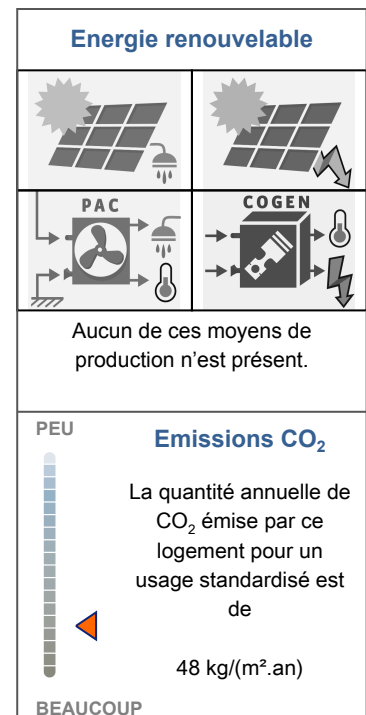 Energie renouvelable
PAC
COGEN
Aucun de ces moyens de
production n’est présent.
PEU
Emissions CO₂
La quantité annuelle de
CO₂ émise par ce
logement pour un
usage standardisé est
de
48 kg/(m².an)
BEAUCOUP